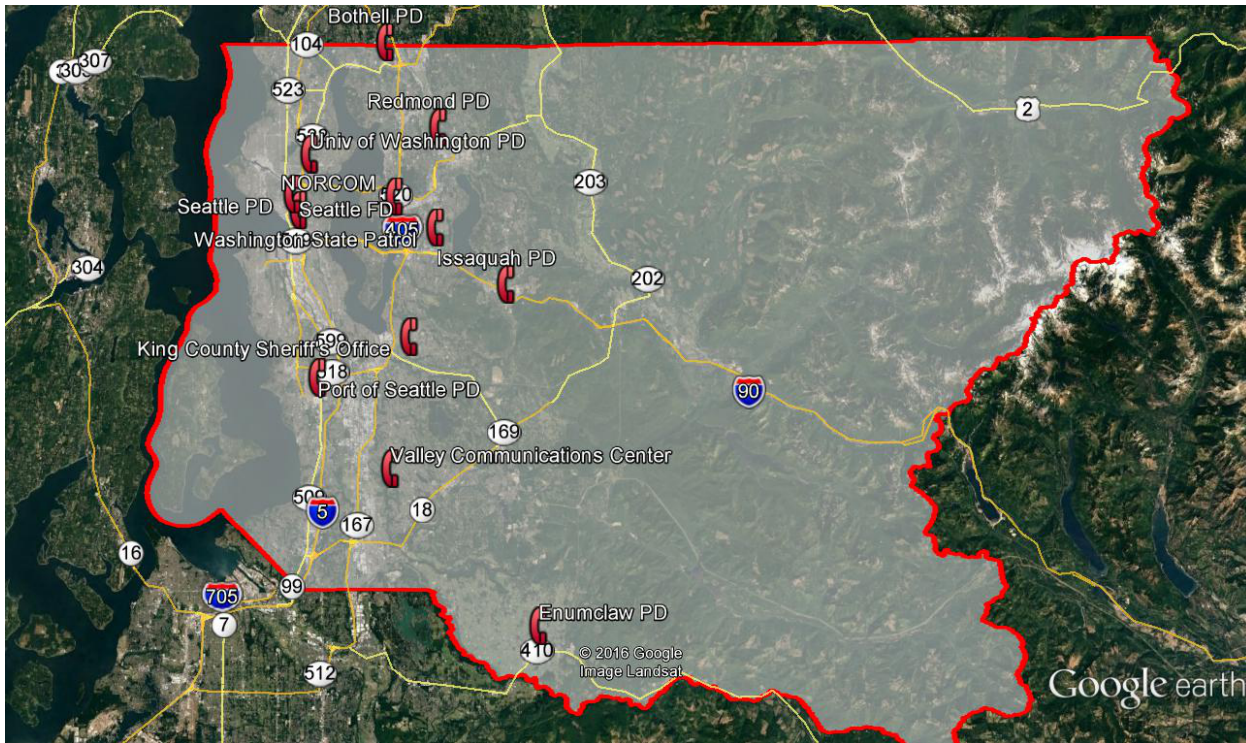 Bothell PD
104
307
523
2
Redmond PD
Univ of Washington PD
203
NORCOM
520
Seattle PD
Seattle FD
405
Washington State Patrol
304
Issaquah PD
202
599
King County Sheriff's Office
518
Port of Seattle PD
90
169
Valley Communications Center
509
5
167
18
16
99
705
7
Enumclaw PD
410
© 2016 Google
Image Landsat
512
Google earth